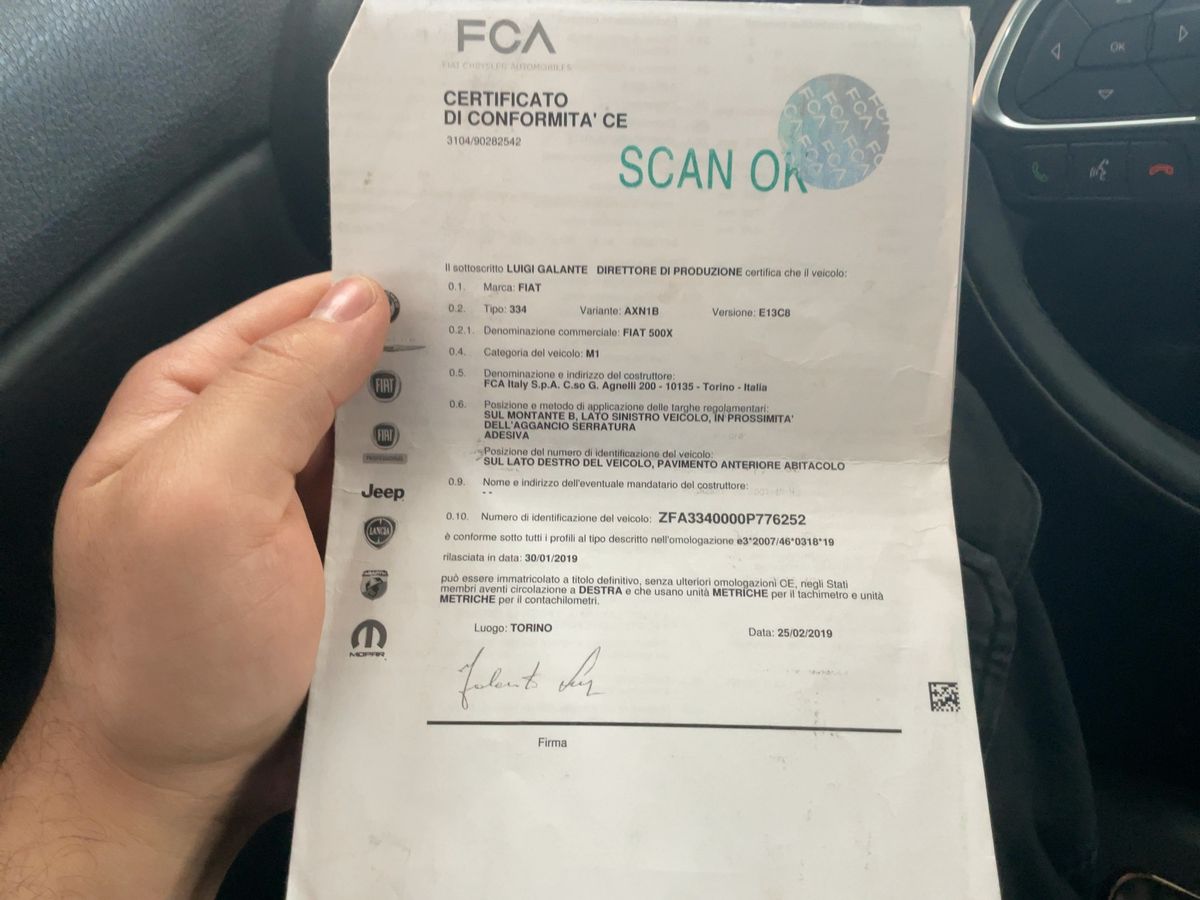 FCA
FIAT CHRYSLER AUTOMOBILES
CERTIFICATO
DI CONFORMITA' CE
3104/90282542
SCAN OK
FCA FCA FCA
Il sottoscritto LUIGI GALANTE DIRETTORE DI PRODUZIONE certifica che il veicolo:
0.1. Marca: FIAT
0.2. Tipo: 334 Variante: AXN1B Versione: E13C8
0.2.1. Denominazione commerciale: FIAT 500X
0.4. Categoria del veicolo: M1
0.5. Denominazione e indirizzo del costruttore:
FCA Italy S.p.A. C.so G. Agnelli 200 - 10135 - Torino - Italia
0.6. Posizione e metodo di applicazione delle targhe regolamentari:
SUL MONTANTE B, LATO SINISTRO VEICOLO, IN PROSSIMITA'
DELL'AGGANCIO SERRATURA
ADESIVA
Posizione del numero di identificazione del veicolo:
SUL LATO DESTRO DEL VEICOLO, PAVIMENTO ANTERIORE ABITACOLO
0.9. Nome e indirizzo dell'eventuale mandatario del costruttore:
- -
0.10. Numero di identificazione del veicolo: ZFA3340000P776252
è conforme sotto tutti i profili al tipo descritto nell'omologazione e3*2007/46*0318*19
rilasciata in data: 30/01/2019
può essere immatricolato a titolo definitivo, senza ulteriori omologazioni CE, negli Stati
membri aventi circolazione a DESTRA e che usano unità METRICHE per il tachimetro e unità
METRICHE per il contachilometri.
Luogo: TORINO Data: 25/02/2019
Firma
FIAT
FIAT
PROFESSIONAL
Jeep
LANCIA
ABARTH
MOPAR
OK